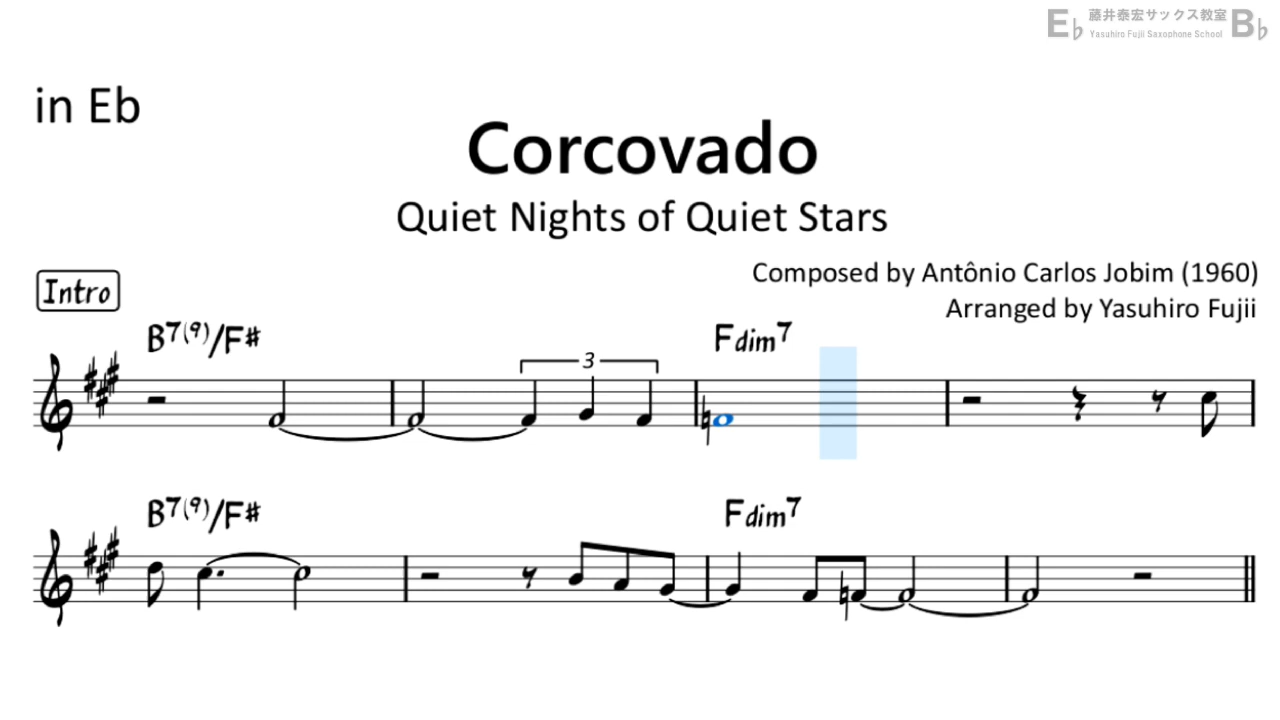 E♭ 藤井泰宏サックス教室 B♭
Yasuhiro Fujii Saxophone School
in Eb
Corcovado
Quiet Nights of Quiet Stars
Composed by Antônio Carlos Jobim (1960)
Arranged by Yasuhiro Fujii
Intro
B7(9)/F# Fdim7
3
B7(9)/F# Fdim7